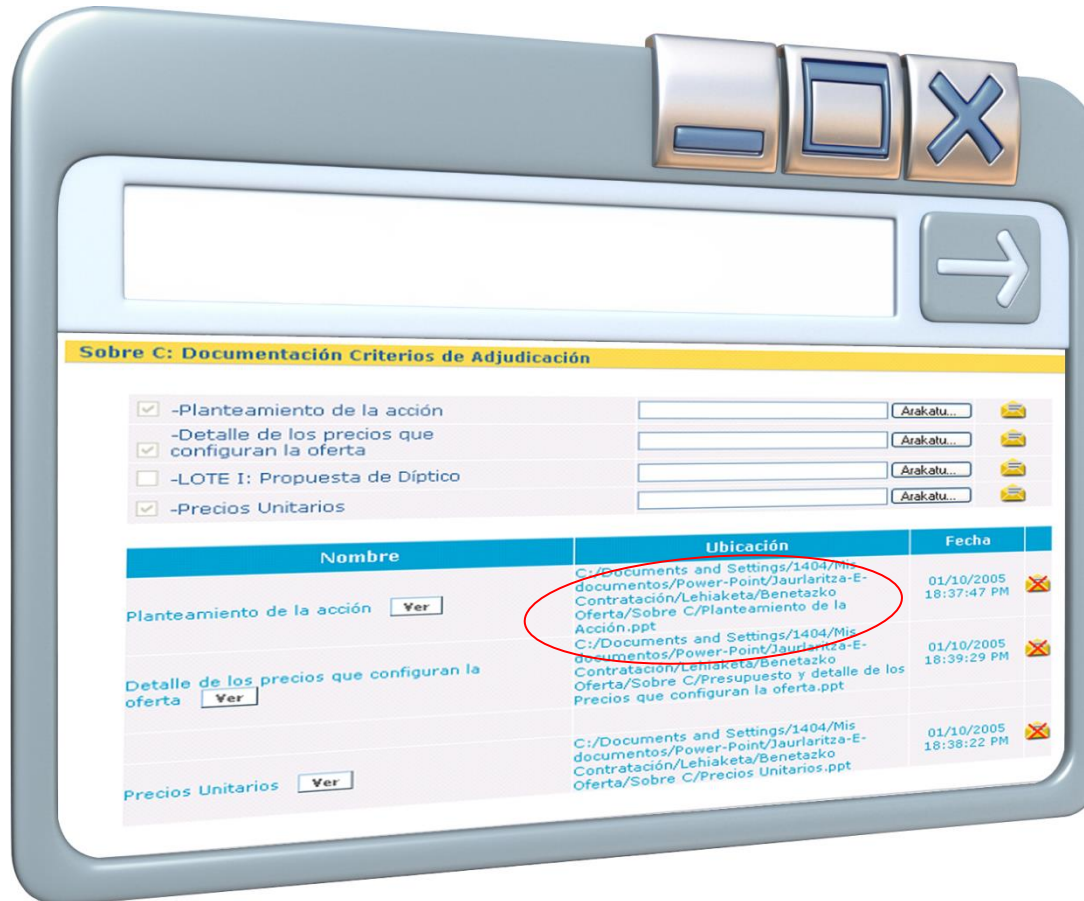 Sobre C: Documentación Criterios de Adjudicación
-Planteamiento de la acción
Arakatu...
-Detalle de los precios que
configuran la oferta
Arakatu...
-LOTE I: Propuesta de Díptico
Arakatu...
-Precios Unitarios
Arakatu...
Nombre
Ubicación
Fecha
Planteamiento de la acción
Ver
C:/Documents and Settings/1404/Mis
documentos/Power-Point/Jaurlaritza-E-
Contratación/Lehiaketa/Benetazko
Oferta/Sobre C/Planteamiento de la
Acción.ppt
01/10/2005
18:37:47 PM
Detalle de los precios que configuran la
oferta
Ver
C:/Documents and Settings/1404/Mis
documentos/Power-Point/Jaurlaritza-E-
Contratación/Lehiaketa/Benetazko
Oferta/Sobre C/Presupuesto y detalle de los
Precios que configuran la oferta.ppt
01/10/2005
18:39:29 PM
Precios Unitarios
Ver
C:/Documents and Settings/1404/Mis
documentos/Power-Point/Jaurlaritza-E-
Contratación/Lehiaketa/Benetazko
Oferta/Sobre C/Precios Unitarios.ppt
01/10/2005
18:38:22 PM